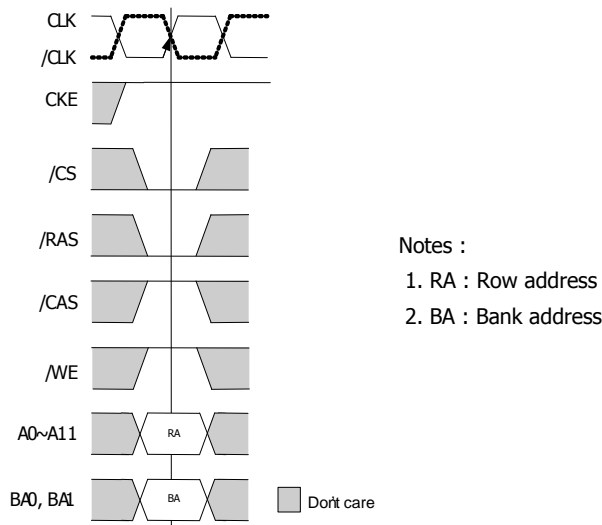 CLK
/CLK
CKE
/CS
/RAS
/CAS
/WE
A0~A11
RA
BA0, BA1
BA
Don't care
Notes :
1. RA : Row address
2. BA : Bank address